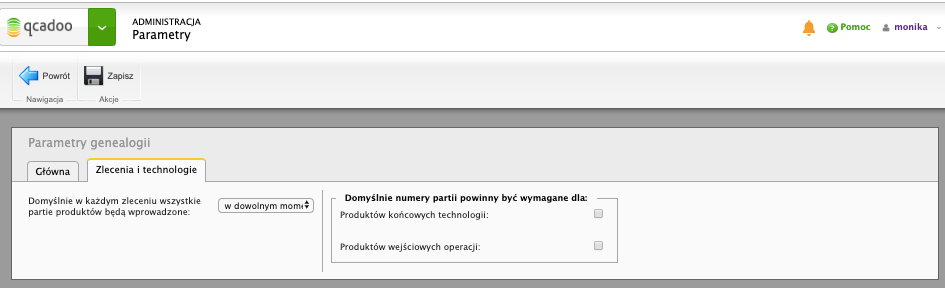 qcadoo
ADMINISTRACJA
Parametry
Pomoc
monika
Powrót
Zapisz
Nawigacja
Akcje
Parametry genealogii
Główna
Zlecenia i technologie
Domyślnie w każdym zleceniu wszystkie
partie produktów będą wprowadzone:
w dowolnym mom
Domyślnie numery partii powinny być wymagane dla:
Produktów końcowych technologii:
Produktów wejściowych operacji: